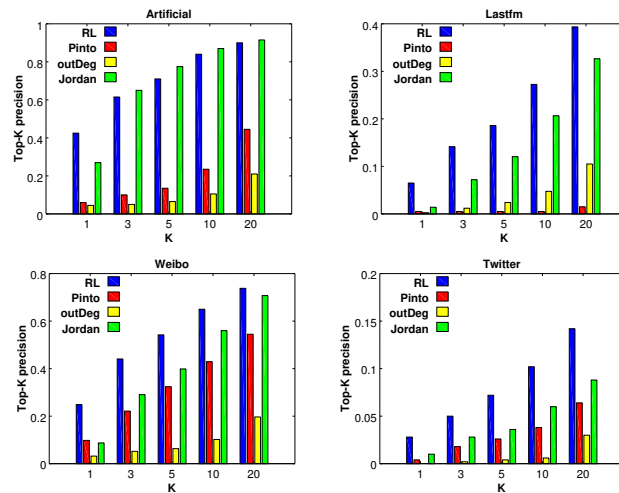 Artificial
RL
Pinto
outDeg
Jordan
Top-K precision
1
0.8
0.6
0.4
0.2
0
1 3 5 10 20
K
Lastfm
RL
Pinto
outDeg
Jordan
Top-K precision
0.4
0.3
0.2
0.1
0
1 3 5 10 20
K
Weibo
RL
Pinto
outDeg
Jordan
Top-K precision
0.8
0.6
0.4
0.2
0
1 3 5 10 20
K
Twitter
RL
Pinto
outDeg
Jordan
Top-K precision
0.2
0.15
0.1
0.05
0
1 3 5 10 20
K